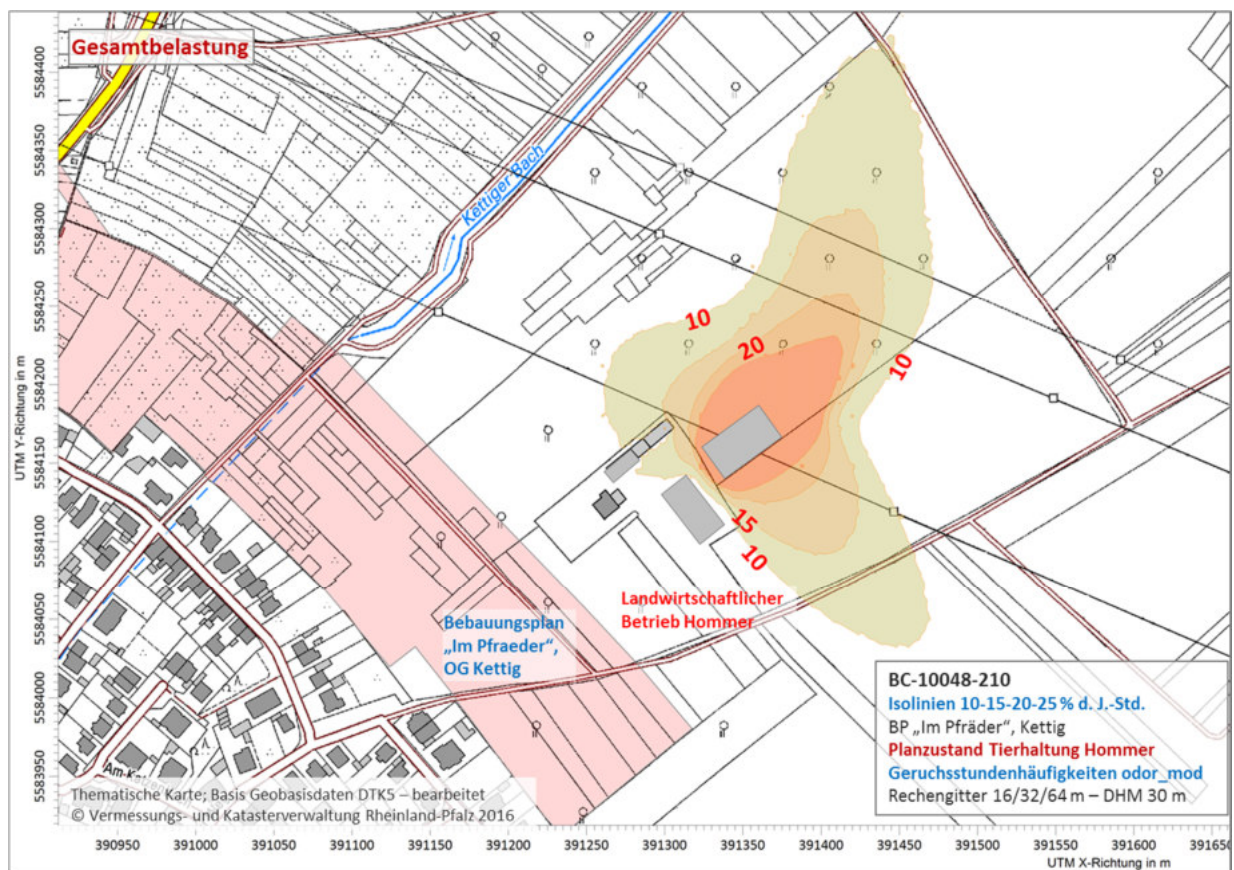 Gesamtbelastung
5584400
5584350
5584300
5584250
5584200
5584150
5584100
5584050
5584000
5583950
UTM Y-Richtung in m
Kettiger Bach
10
20
10
15
10
Landwirtschaftlicher
Betrieb Hommer
Bebauungsplan
„Im Pfraeder“,
OG Kettig
BC-10048-210
Isolinien 10-15-20-25 % d. J.-Std.
BP „Im Pfräder“, Kettig
Planzustand Tierhaltung Hommer
Geruchsstundenhäufigkeiten odor_mod
Rechengitter 16/32/64 m – DHM 30 m
Thematische Karte; Basis Geobasisdaten DTK5 – bearbeitet
© Vermessungs- und Katasterverwaltung Rheinland-Pfalz 2016
390950 391000 391050 391100 391150 391200 391250 391300 391350 391400 391450 391500 391550 391600 391650
UTM X-Richtung in m